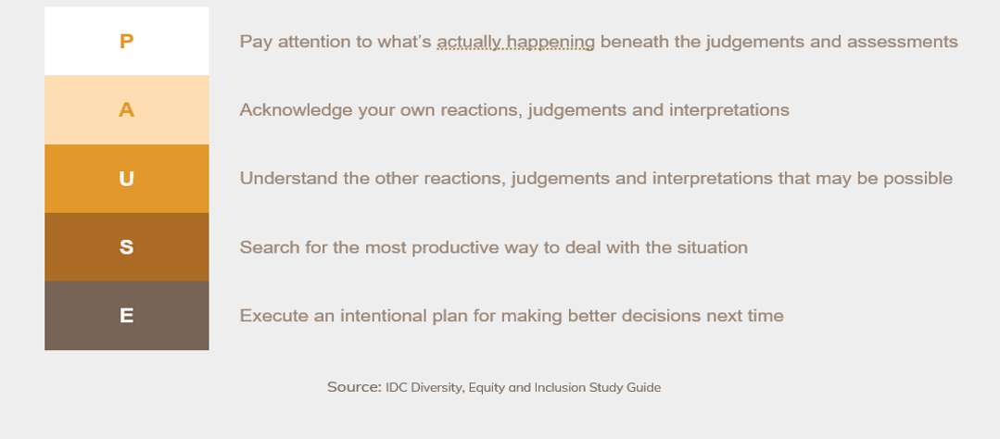 P Pay attention to what's actually happening beneath the judgements and assessments
A Acknowledge your own reactions, judgements and interpretations
U Understand the other reactions, judgements and interpretations that may be possible
S Search for the most productive way to deal with the situation
E Execute an intentional plan for making better decisions next time
Source: IDC Diversity, Equity and Inclusion Study Guide